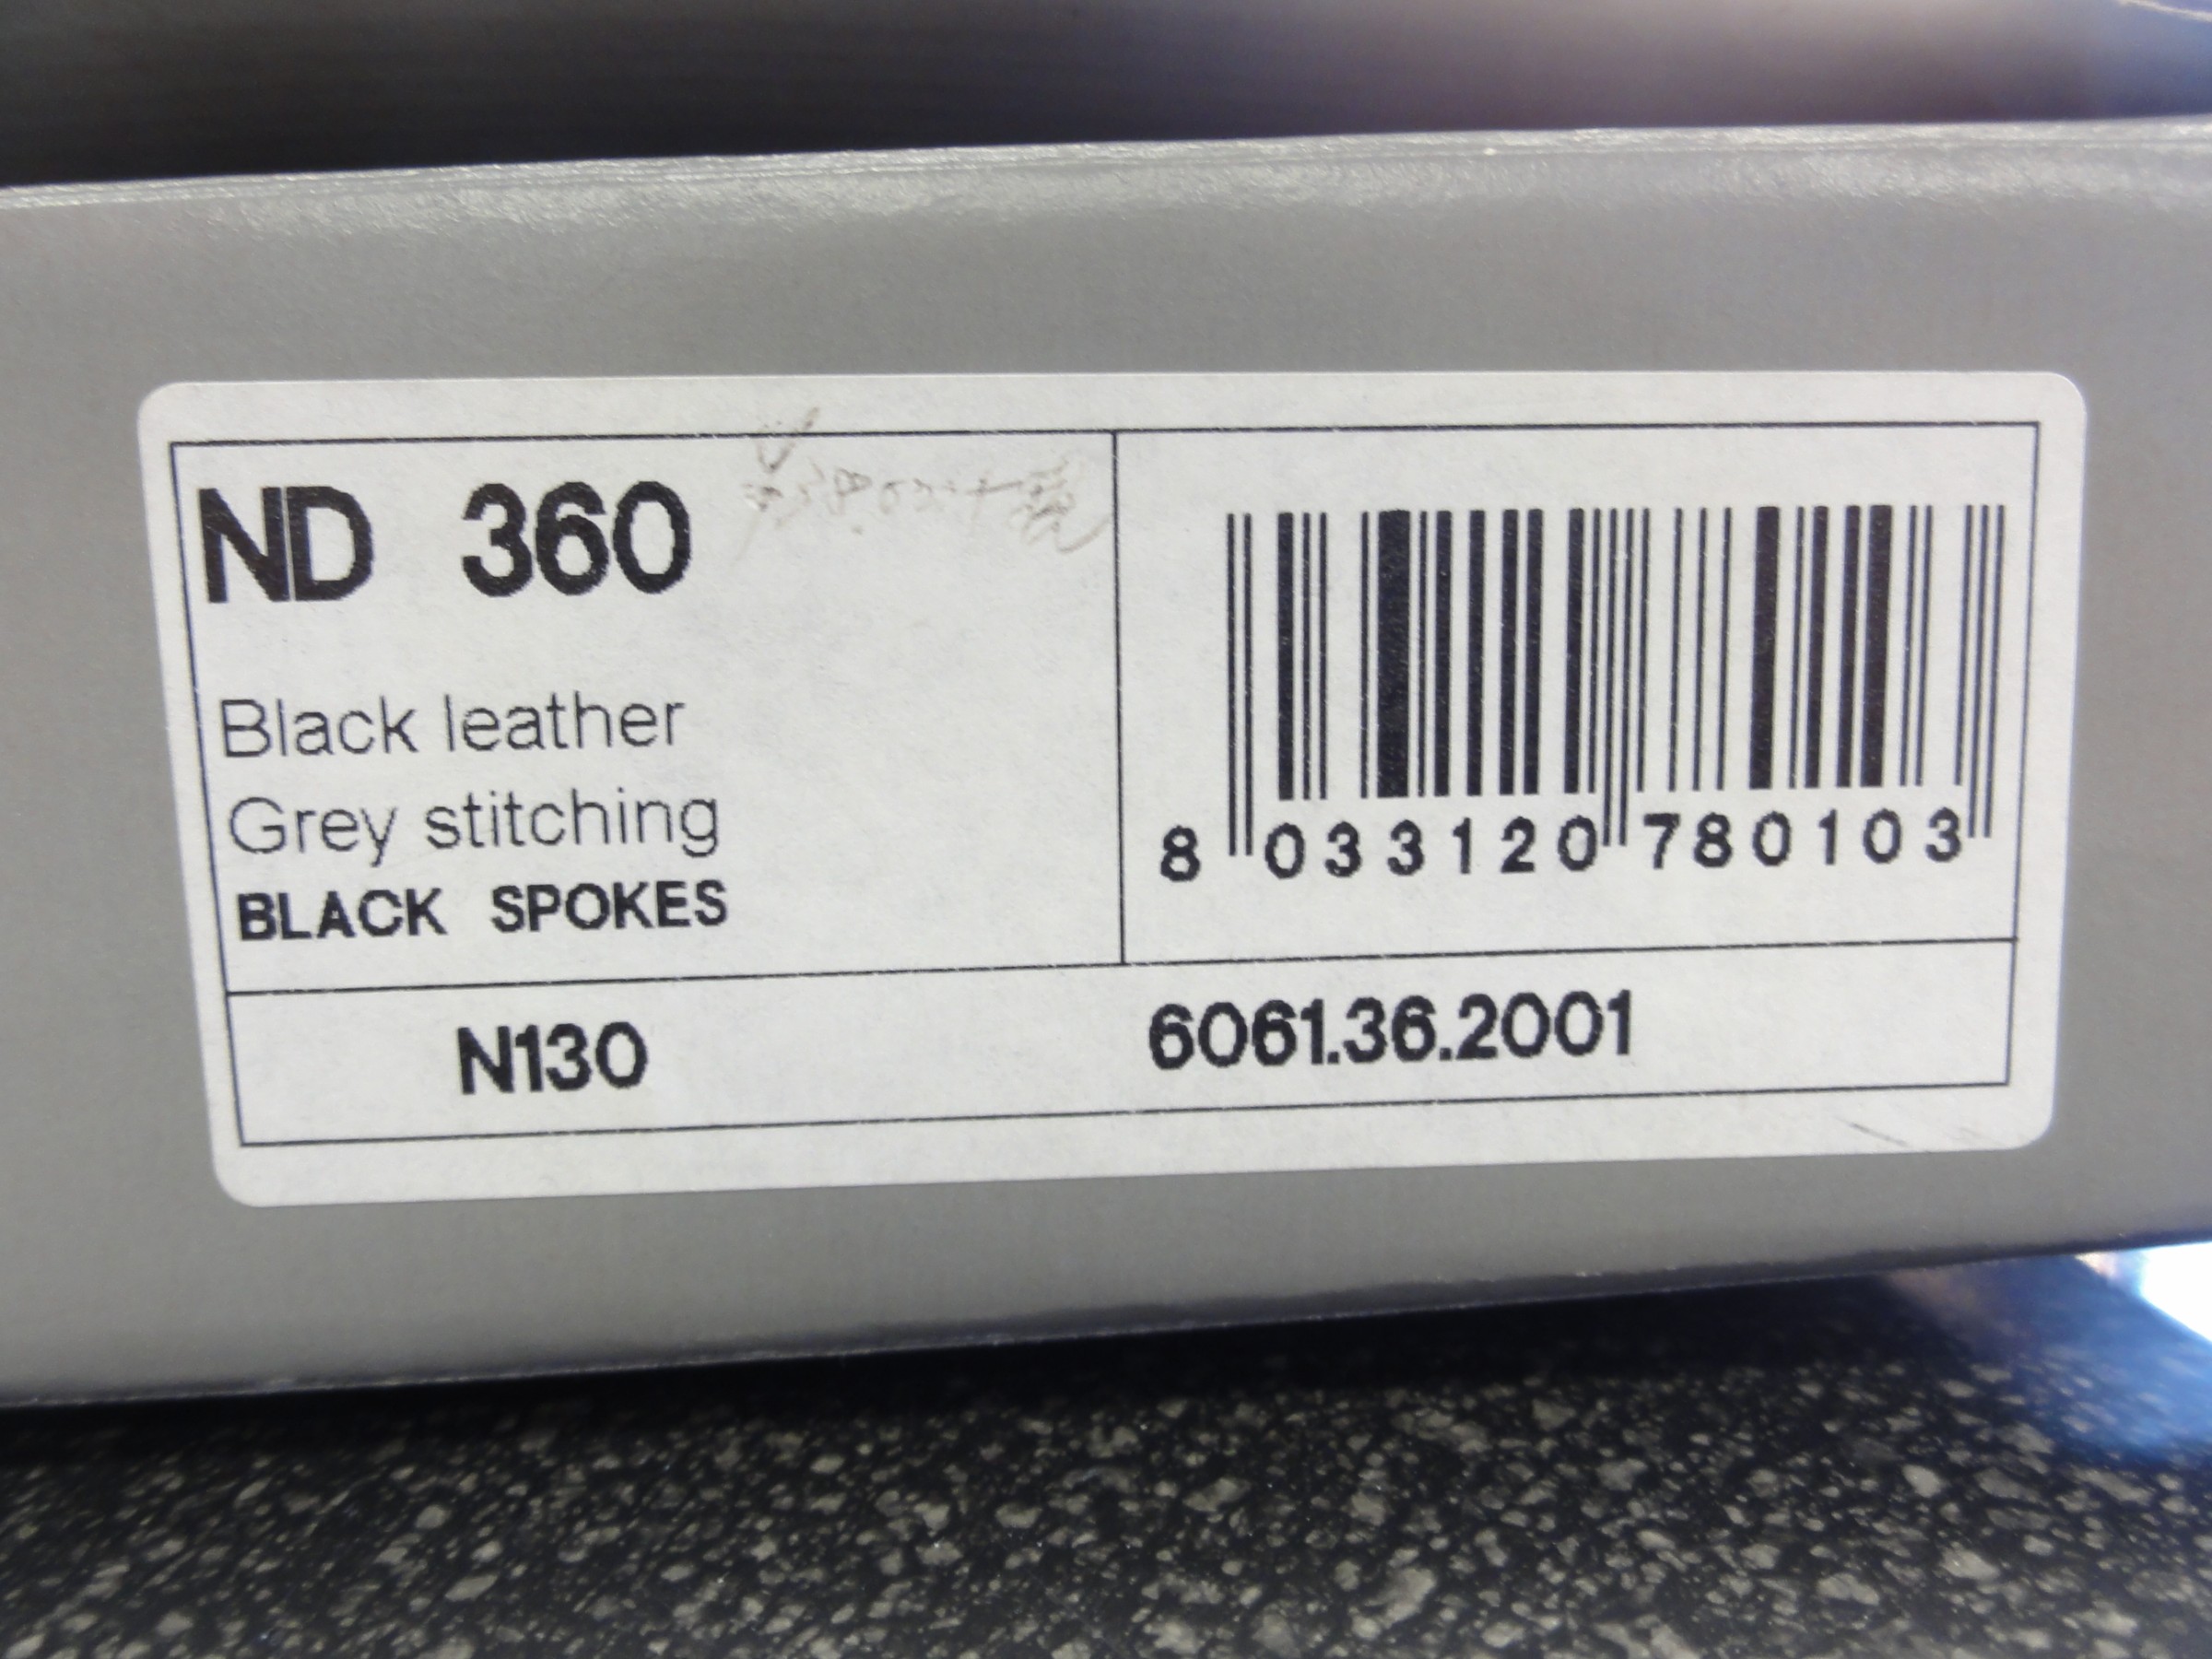 ND 360
Black leather
Grey stitching
BLACK SPOKES
8 033120 780103
N130
6061.36.2001